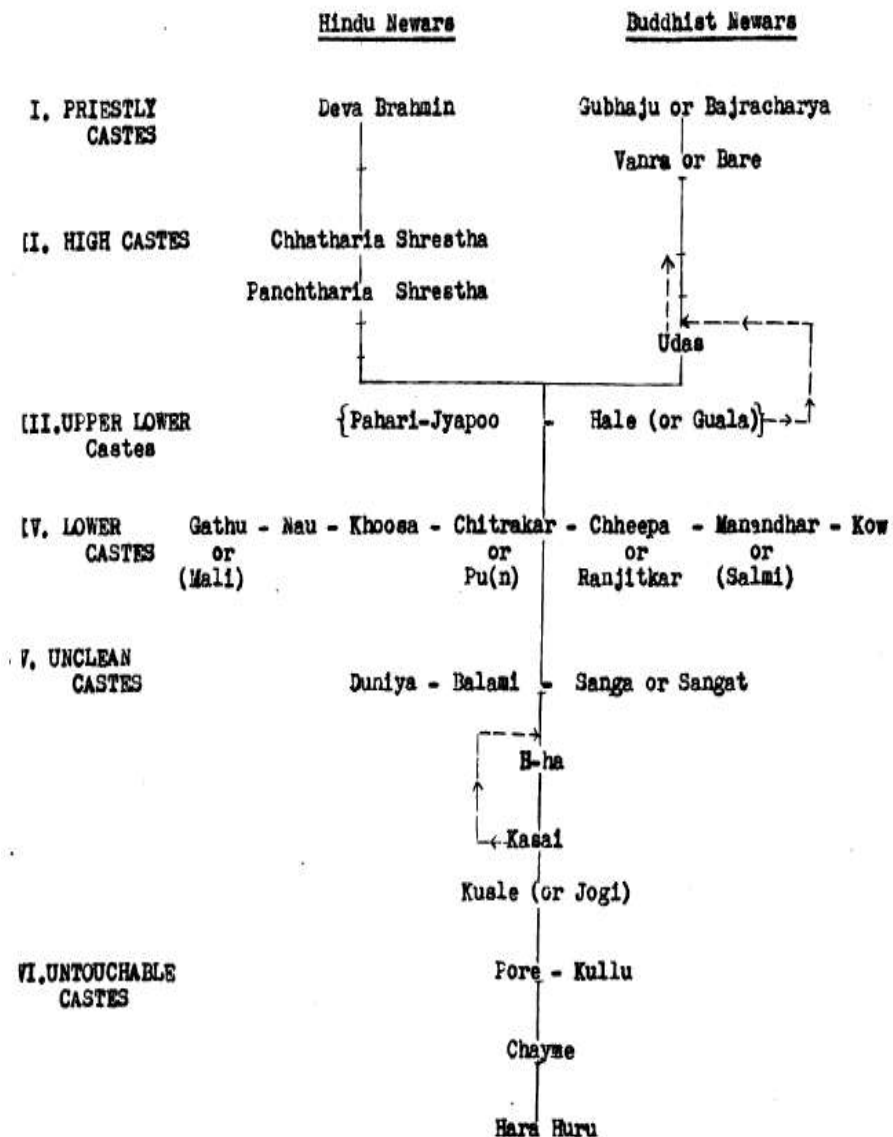 Hindu Newars Buddhist Newars
I. PRIESTLY Deva Brahmin Gubhaju or Bajracharya
CASTES
Vanra or Bare
II. HIGH CASTES Chhatharia Shrestha
Panchtharia Shrestha
Udas
III.UPPER LOWER {Pahari-Jyapoo - Hale (or Guala)}
Castes
IV. LOWER Gathu - Nau - Khoosa - Chitrakar - Chheepa - Manandhar - Kow
CASTES or or or or
(Mali) Pu(n) Ranjitkar (Salmi)
V. UNCLEAN
CASTES Duniya - Balami - Sanga or Sangat
H-ha
Kasai
Kusle (or Jogi)
VI.UNTOUCHABLE Pore - Kullu
CASTES
Chayme
Hara Huru